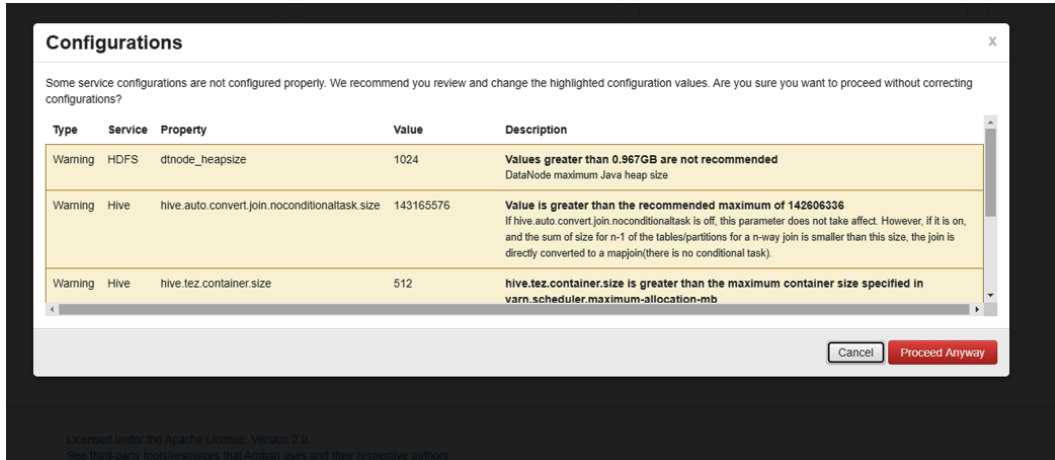 Configurations
X
Some service configurations are not configured properly. We recommend you review and change the highlighted configuration values. Are you sure you want to proceed without correcting
configurations?
Type Service Property Value Description
Warning HDFS dtnode_heapsize 1024 Values greater than 0.967GB are not recommended
DataNode maximum Java heap size
Warning Hive hive.auto.convert.join.noconditionaltask.size 143165576 Value is greater than the recommended maximum of 142606336
If hive.auto.convert.join.noconditionaltask is off, this parameter does not take affect. However, if it is on,
and the sum of size for n-1 of the tables/partitions for a n-way join is smaller than this size, the join is
directly converted to a mapjoin(there is no conditional task).
Warning Hive hive.tez.container.size 512 hive.tez.container.size is greater than the maximum container size specified in
yarn.scheduler.maximum-allocation-mb
Cancel Proceed Anyway
Licensed under the Apache License, Version 2.0.
See third-party tools/resources that Ambari uses and their respective authors.